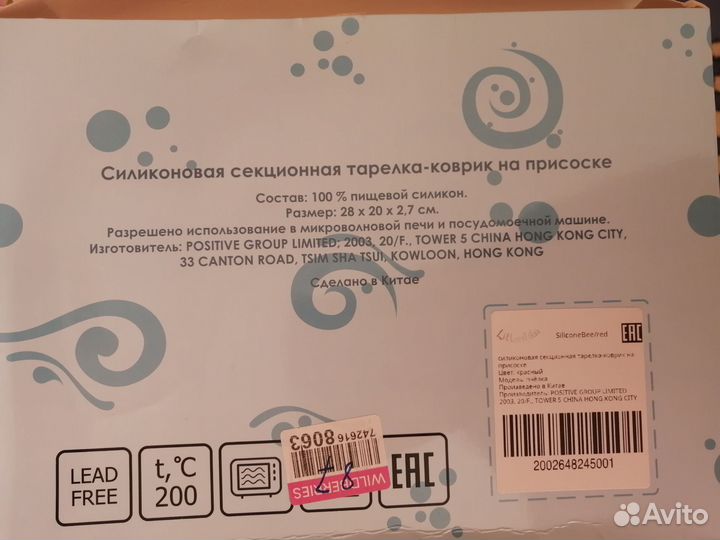 Силиконовая секционная тарелка-коврик на присоске
Состав: 100 % пищевой силикон.
Размер: 28 x 20 x 2,7 см.
Разрешено использование в микроволновой печи и посудомоечной машине.
Изготовитель: POSITIVE GROUP LIMITED; 2003, 20/F., TOWER 5 CHINA HONG KONG CITY,
33 CANTON ROAD, TSIM SHA TSUI, KOWLOON, HONG KONG
Сделано в Китае
SiliconeBee/red
EAC
силиконовая секционная тарелка-коврик на
присоске
Цвет: красный
Модель: пчёлка
Произведено в Китае
Производитель: POSITIVE GROUP LIMITED
2003, 20/F., TOWER 5 CHINA HONG KONG CITY
2002648245001
LEAD
FREE
t,°C
200
742616 8063
WILDBERRIES
EAC
Avito